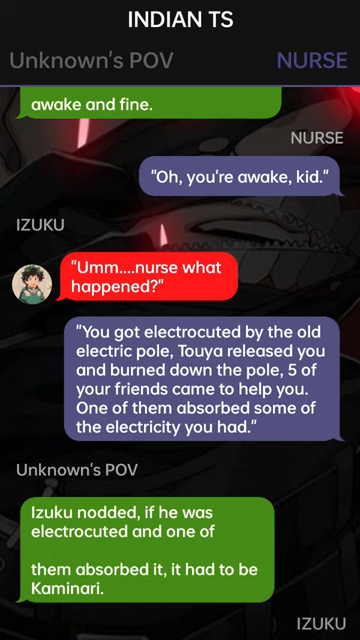 INDIAN TS
Unknown's POV
NURSE
awake and fine.
NURSE
"Oh, you're awake, kid."
IZUKU
"Umm....nurse what
happened?"
"You got electrocuted by the old
electric pole, Touya released you
and burned down the pole, 5 of
your friends came to help you.
One of them absorbed some of
the electricity you had."
Unknown's POV
Izuku nodded, if he was
electrocuted and one of
them absorbed it, it had to be
Kaminari.
IZUKU